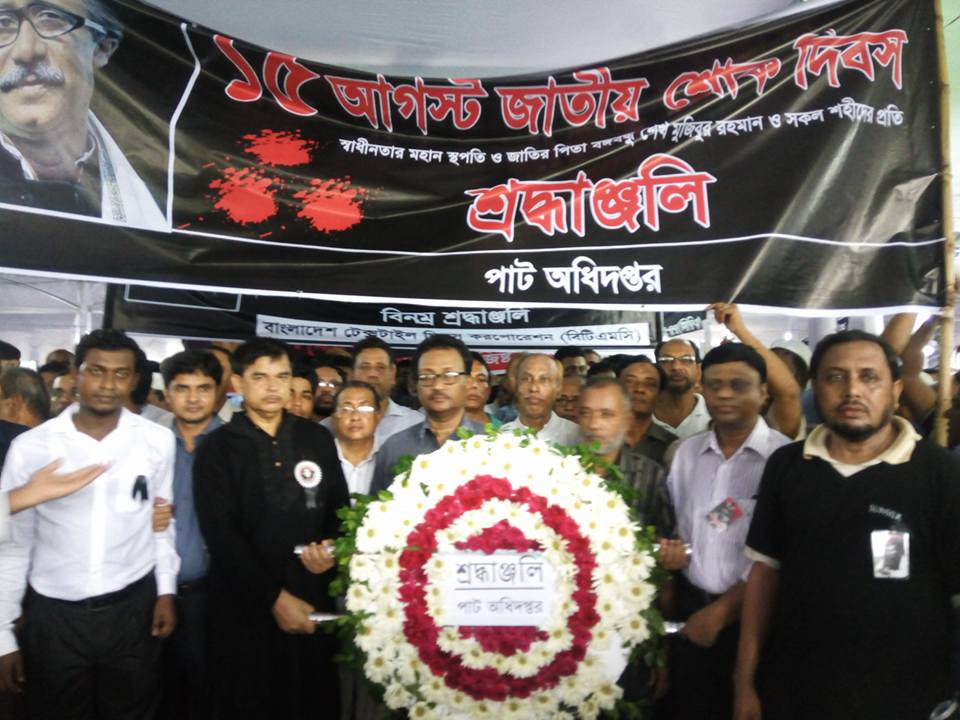 ১৫ আগস্ট জাতীয় শোক দিবস
স্বাধীনতার মহান স্থপতি ও জাতির পিতা বঙ্গবন্ধু শেখ মুজিবুর রহমান ও সকল শহীদের প্রতি
শ্রদ্ধাঞ্জলি
পাট অধিদপ্তর
বিনম্র শ্রদ্ধাঞ্জলি
বাংলাদেশ টেক্সটাইল মিলস করপোরেশন (বিটিএমসি)
শ্রদ্ধাঞ্জলি
পাট অধিদপ্তর